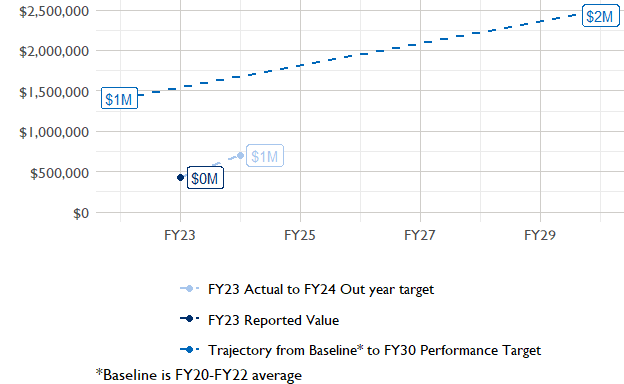 $2,500,000
$2M
$2,000,000
$1,500,000
$1M
$1,000,000
$1M
$500,000
$0M
$0
FY23 FY25 FY27 FY29
FY23 Actual to FY24 Out year target
FY23 Reported Value
Trajectory from Baseline* to FY30 Performance Target
*Baseline is FY20-FY22 average